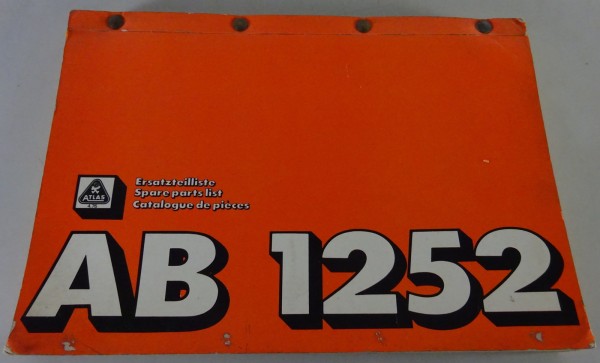 Ersatzteilliste
Spare parts list
Catalogue de pièces
ATLAS
AB 1252